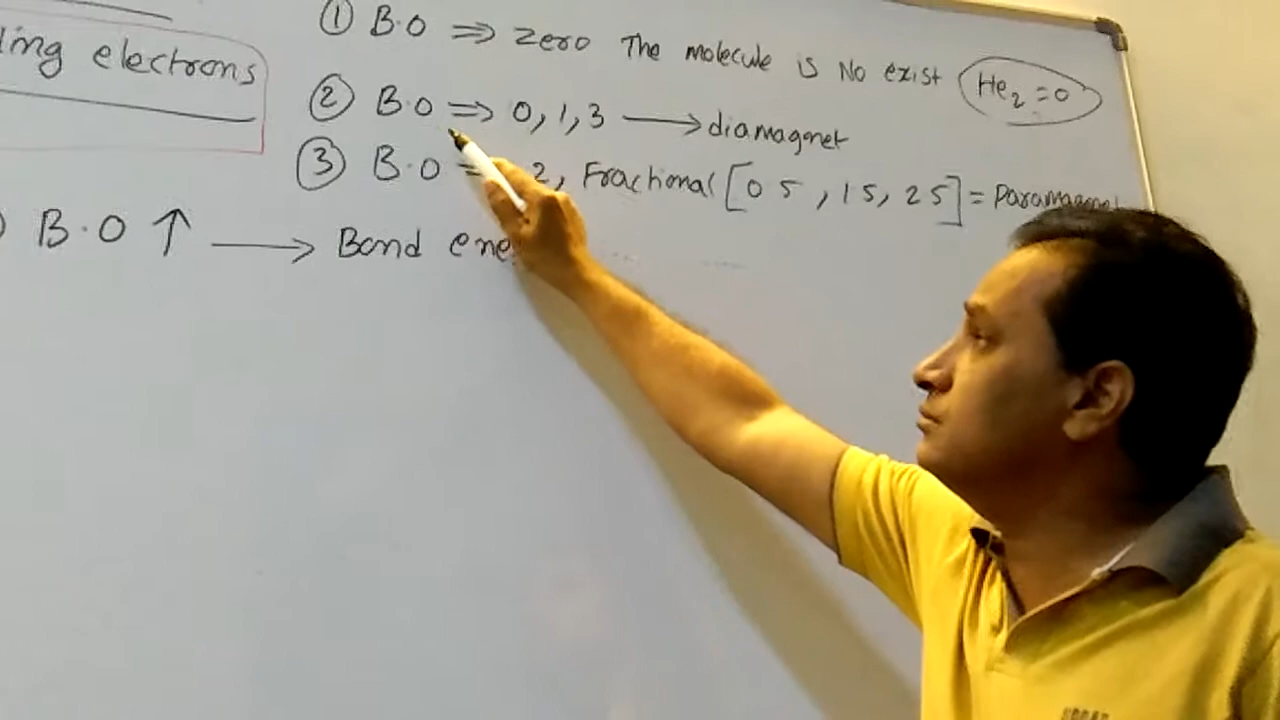 ding electrons
① B.O ⇒ zero The molecule is No exist He₂ = 0
② B.O ⇒ 0, 1, 3 → diamagnet
③ B.O = 2, Fractional [0 5 , 1 5, 2 5] = Paramagnet
B.O ↑ → Bond ene